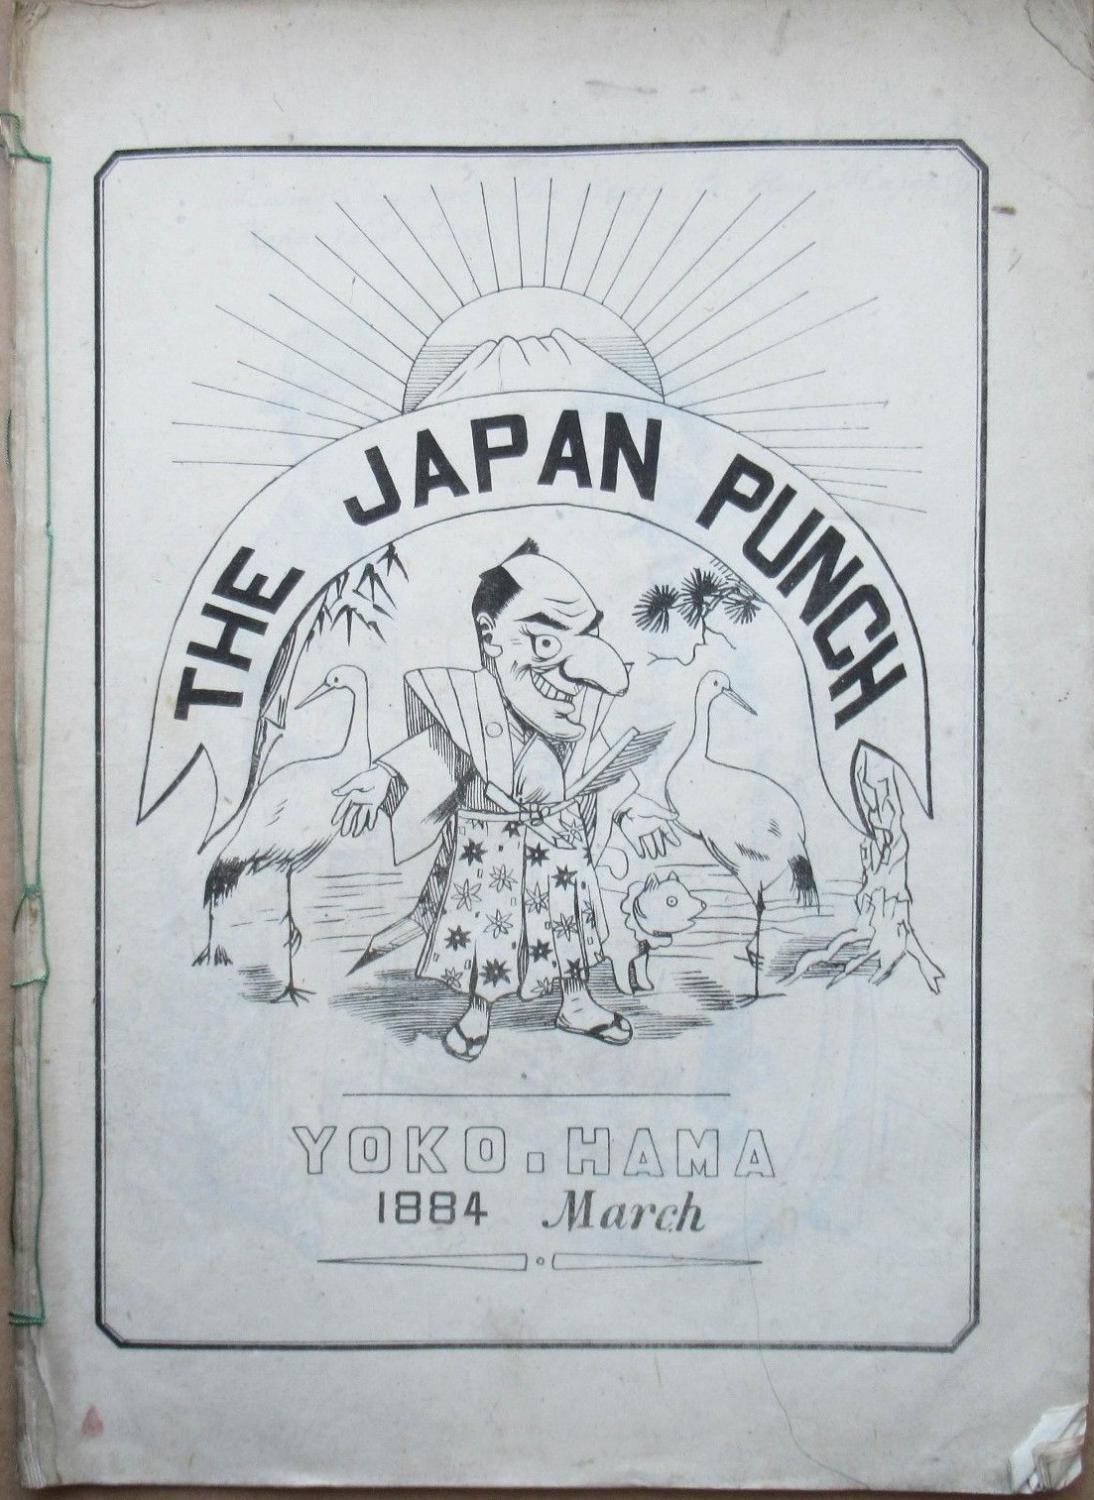 THE JAPAN PUNCH
YOKO.HAMA
1884 March